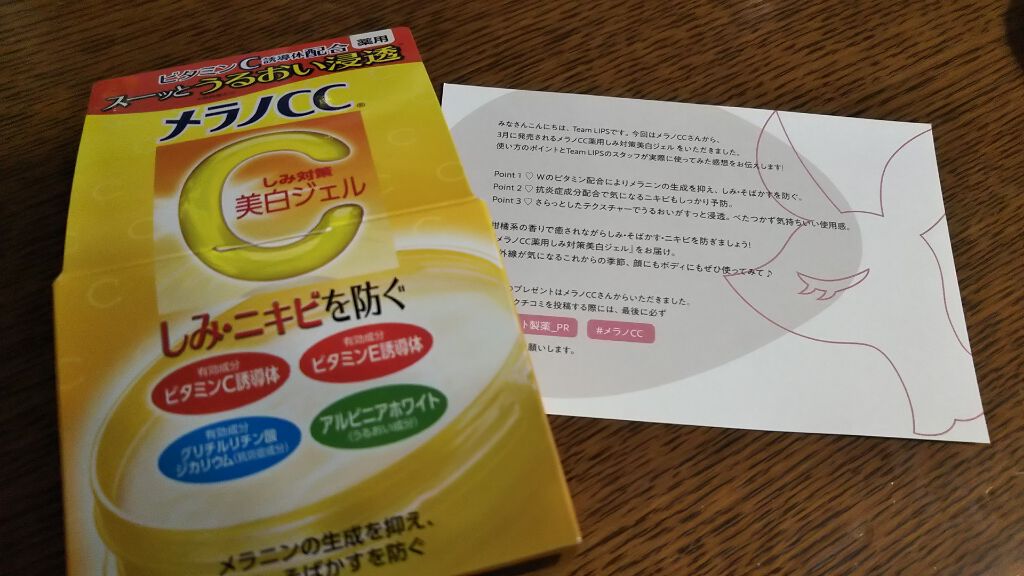 ビタミンC誘導体配合 薬用
スーッとうるおい浸透
メラノCC®
しみ対策
美白ジェル
しみ・ニキビを防ぐ
有効成分
ビタミンC誘導体
有効成分
ビタミンE誘導体
有効成分
グリチルリチン酸
ジカリウム(抗炎症成分)
アルピニアホワイト
(うるおい成分)
メラニンの生成を抑え、
そばかすを防ぐ
みなさんこんにちは、Team LIPSです。今回はメラノCCさんから、
3月に発売されるメラノCC薬用しみ対策美白ジェル をいただきました。
使い方のポイントとTeam LIPSのスタッフが実際に使ってみた感想をお伝えします!
Point 1 ♡ Wのビタミン配合によりメラニンの生成を抑え、しみ・そばかすを防ぐ。
Point 2 ♡ 抗炎症成分配合で気になるニキビもしっかり予防。
Point 3 ♡ さらっとしたテクスチャーでうるおいがすっと浸透。べたつかず気持ちいい使用感。
柑橘系の香りで癒されながらしみ・そばかす・ニキビを防ぎましょう!
メラノCC薬用しみ対策美白ジェル」をお届け。
外線が気になるこれからの季節、顔にもボディにもぜひ使ってみて♪
のプレゼントはメラノCCさんからいただきました。
クチコミを投稿する際には、最後に必ず
ト製薬_PR #メラノCC
願いします。